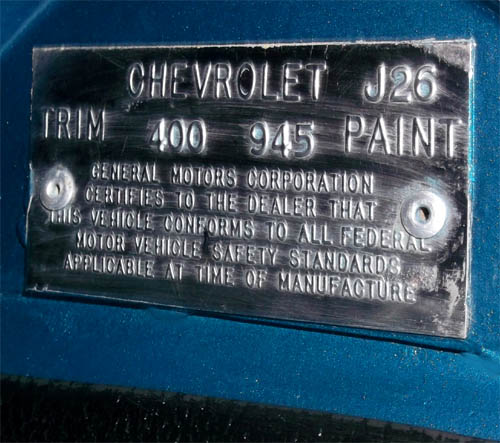 CHEVROLET J26
TRIM 400 945 PAINT
GENERAL MOTORS CORPORATION
CERTIFIES TO THE DEALER THAT
THIS VEHICLE CONFORMS TO ALL FEDERAL
MOTOR VEHICLE SAFETY STANDARDS
APPLICABLE AT TIME OF MANUFACTURE